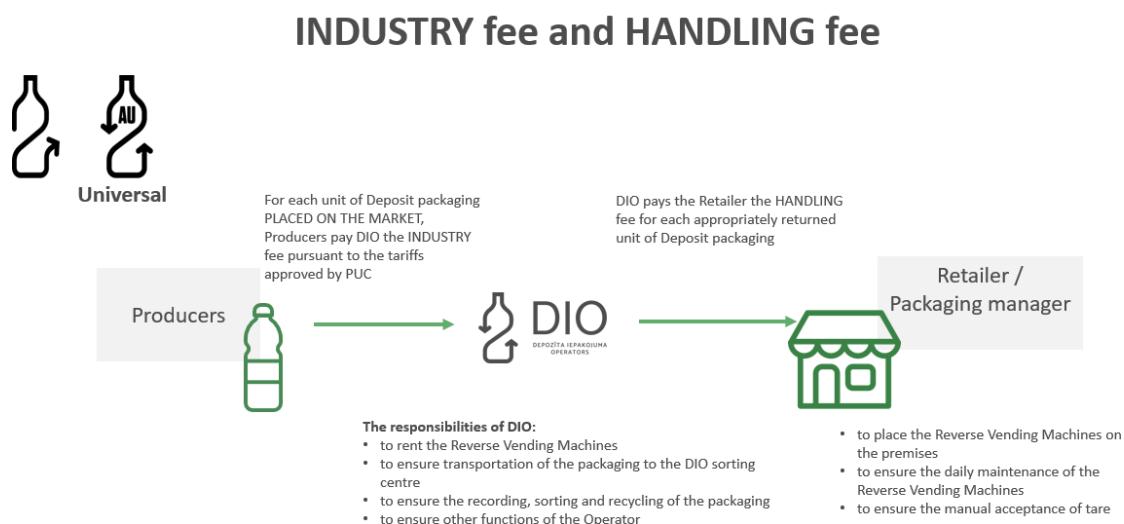 INDUSTRY fee and HANDLING fee
AU
Universal
For each unit of Deposit packaging
PLACED ON THE MARKET,
Producers pay DIO the INDUSTRY
fee pursuant to the tariffs
approved by PUC
DIO pays the Retailer the HANDLING
fee for each appropriately returned
unit of Deposit packaging
Producers
DIO
DEPOZĪTA IEPAKOJUMA
OPERATORS
Retailer /
Packaging manager
The responsibilities of DIO:
• to rent the Reverse Vending Machines
• to ensure transportation of the packaging to the DIO sorting
centre
• to ensure the recording, sorting and recycling of the packaging
• to ensure other functions of the Operator
• to place the Reverse Vending Machines on
the premises
• to ensure the daily maintenance of the
Reverse Vending Machines
• to ensure the manual acceptance of tare